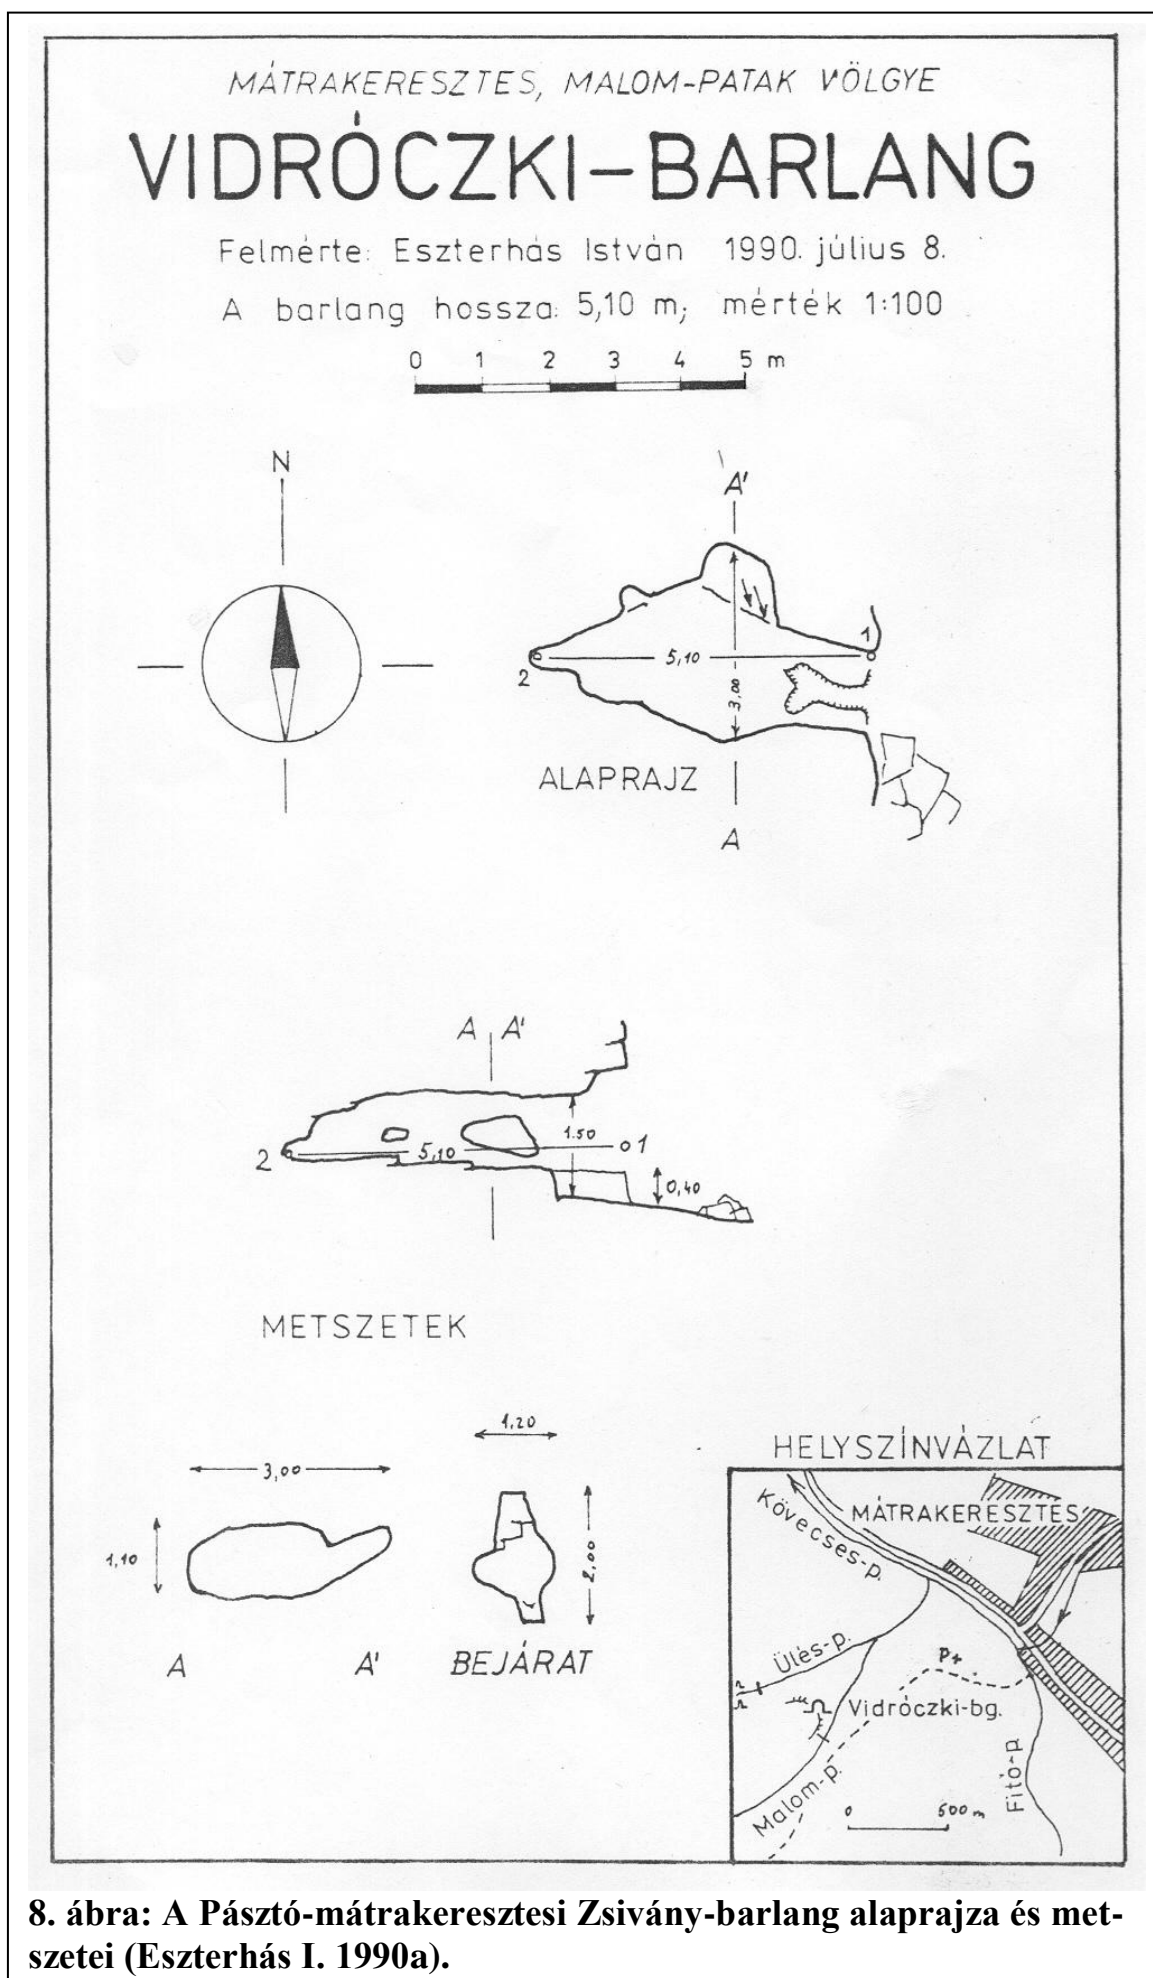 MÁTRAKERESZTES, MALOM-PATAK VÖLGYE
VIDRÓCZKI-BARLANG
Felmérte: Eszterhás István 1990. július 8.
A barlang hossza: 5,10 m; mérték 1:100
0 1 2 3 4 5 m
N
A'
1
5,10
2
3,00
ALAPRAJZ
A
A A'
1.50
2
5,10
1
0,40
METSZETEK
1,20
3,00
1,10
2,00
A A' BEJÁRAT
HELYSZÍNVÁZLAT
Kövecses-p.
MÁTRAKERESZTES
Ülés-p.
P+
Vidróczki-bg.
Malom-p.
Fitó-p
0 500 m
8. ábra: A Pásztó-mátrakeresztesi Zsivány-barlang alaprajza és met-
szetei (Eszterhás I. 1990a).